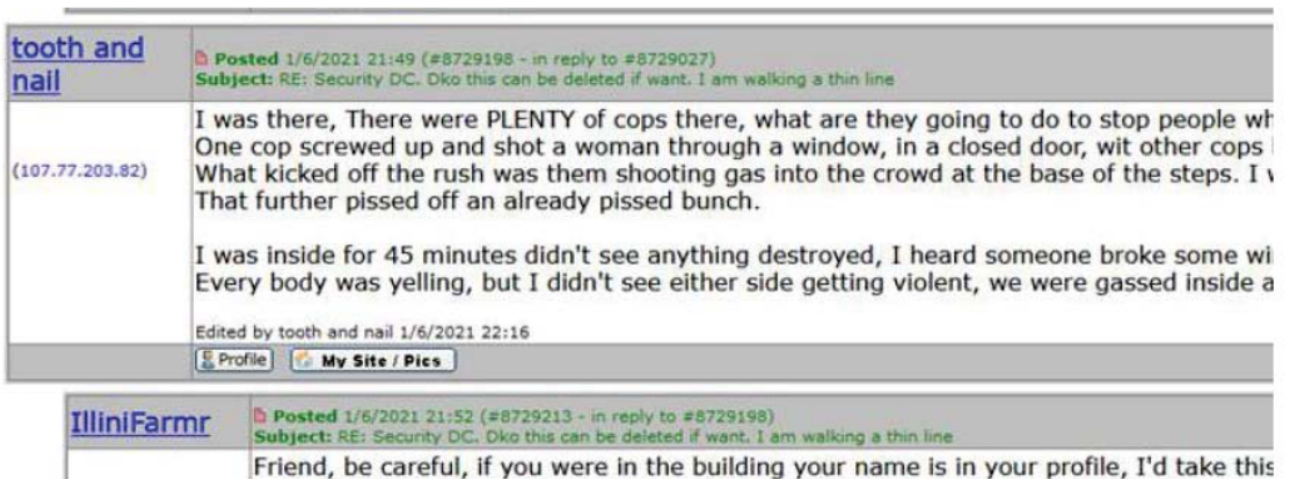 tooth and
nail
Posted 1/6/2021 21:49 (#8729198 - in reply to #8729027)
Subject: RE: Security DC. Dko this can be deleted if want. I am walking a thin line
(107.77.203.82)
I was there, There were PLENTY of cops there, what are they going to do to stop people wh
One cop screwed up and shot a woman through a window, in a closed door, wit other cops
What kicked off the rush was them shooting gas into the crowd at the base of the steps. I
That further pissed off an already pissed bunch.
I was inside for 45 minutes didn't see anything destroyed, I heard someone broke some wi
Every body was yelling, but I didn't see either side getting violent, we were gassed inside a
Edited by tooth and nail 1/6/2021 22:16
Profile My Site / Pics
IlliniFarmr
Posted 1/6/2021 21:52 (#8729213 - in reply to #8729198)
Subject: RE: Security DC. Dko this can be deleted if want. I am walking a thin line
Friend, be careful, if you were in the building your name is in your profile, I'd take this